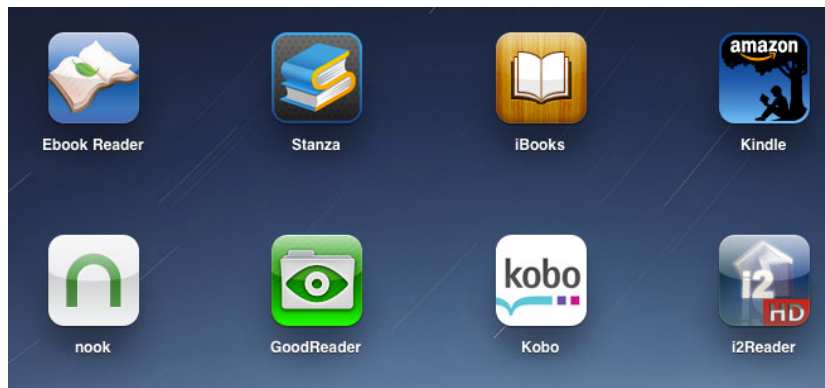 amazon
Ebook Reader Stanza iBooks Kindle
n kobo i2
HD
nook GoodReader Kobo i2Reader